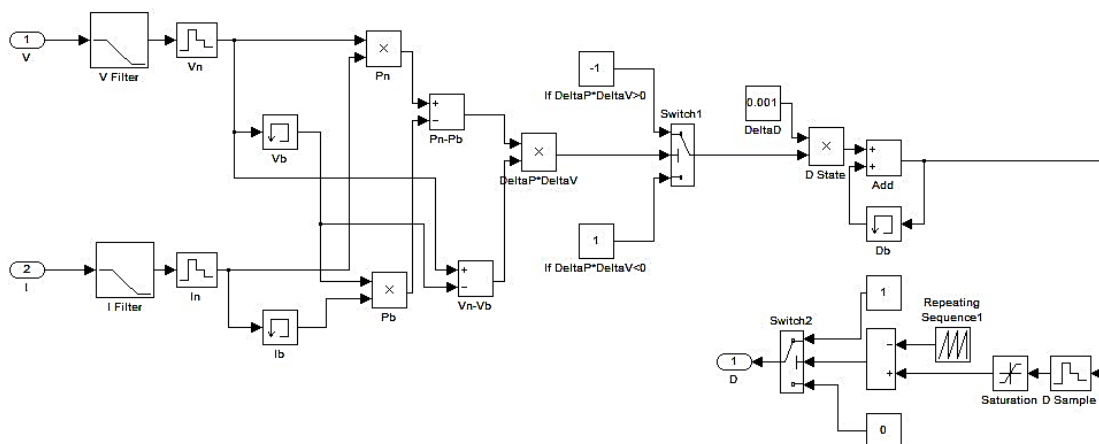 1
V
V Filter
Vn
×
Pn
-1
If DeltaP*DeltaV>0
Switch1
0.001
DeltaD
+
−
Pn-Pb
Vb
×
DeltaP*DeltaV
×
D State
+
+
Add
Db
1
If DeltaP*DeltaV<0
2
I
I Filter
In
×
Pb
+
−
Vn-Vb
Ib
1
Repeating
Sequence1
Switch2
1
D
−
+
Saturation
D Sample
0